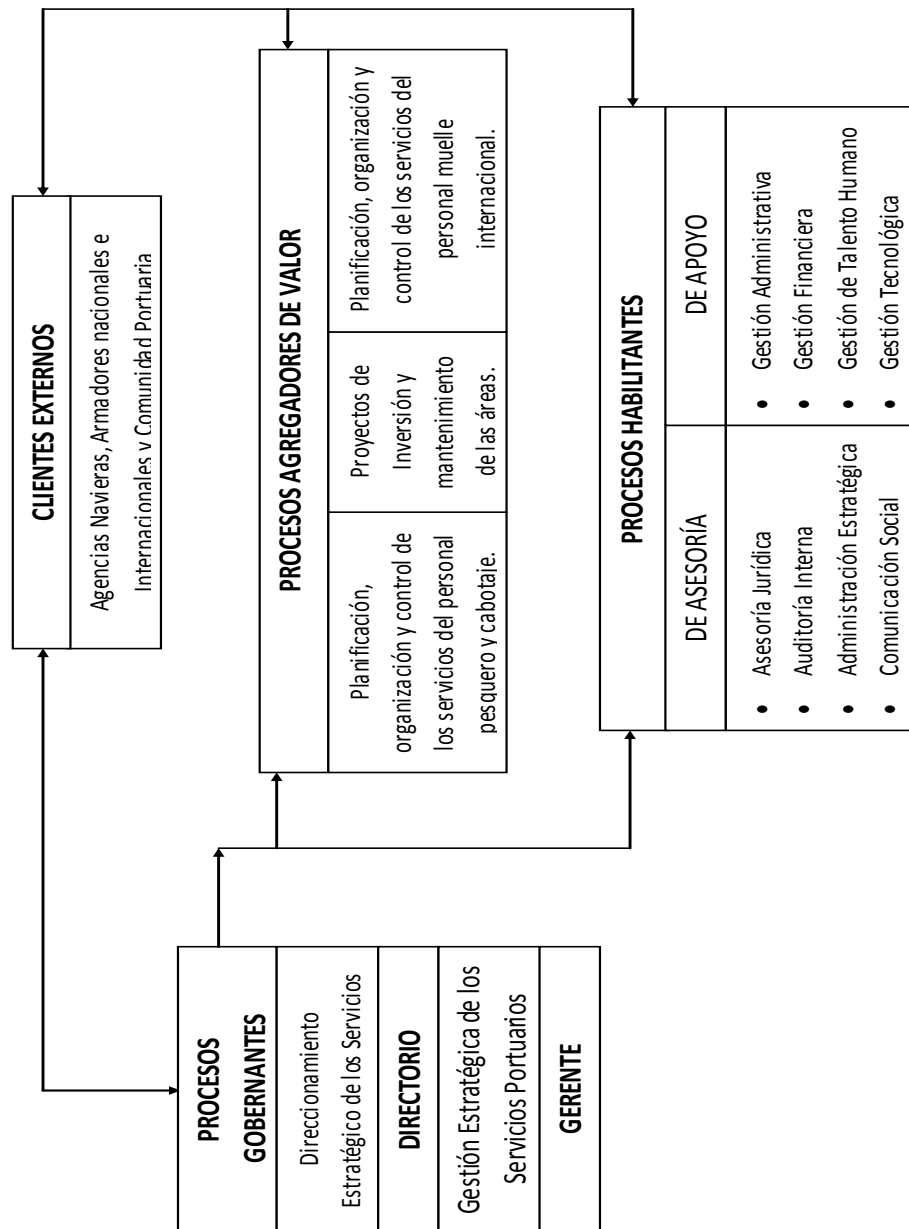 CLIENTES EXTERNOS
Agencias Navieras, Armadores nacionales e
Internacionales y Comunidad Portuaria
PROCESOS
GOBERNANTES
Direccionamiento
Estratégico de los Servicios
DIRECTORIO
Gestión Estratégica de los
Servicios Portuarios
GERENTE
PROCESOS AGREGADORES DE VALOR
Planificación,
organización y control de
los servicios del personal
pesquero y cabotaje.
Proyectos de
Inversión y
mantenimiento
de las áreas.
Planificación, organización y
control de los servicios del
personal muelle
internacional.
PROCESOS HABILITANTES
DE ASESORÍA
• Asesoría Jurídica
• Auditoría Interna
• Administración Estratégica
• Comunicación Social
DE APOYO
• Gestión Administrativa
• Gestión Financiera
• Gestión de Talento Humano
• Gestión Tecnológica